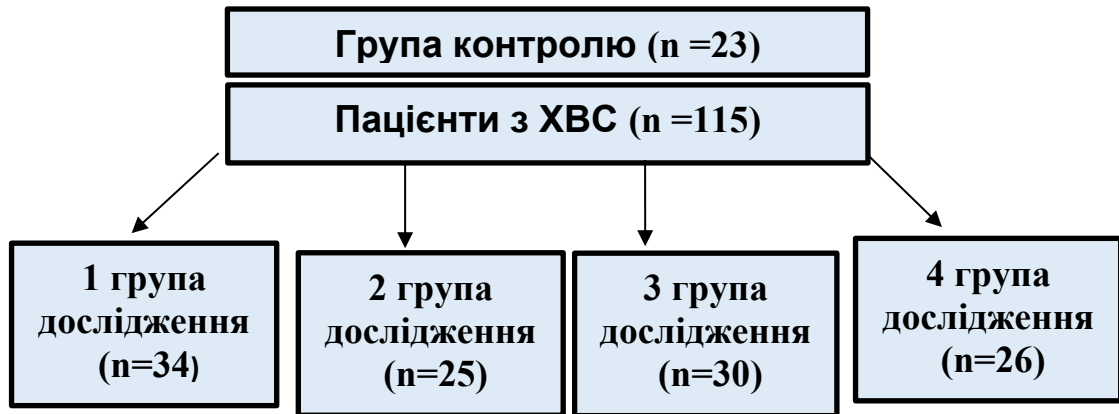 Група контролю (n =23)
Пацієнти з ХВС (n =115)
1 група
дослідження
(n=34)
2 група
дослідження
(n=25)
3 група
дослідження
(n=30)
4 група
дослідження
(n=26)